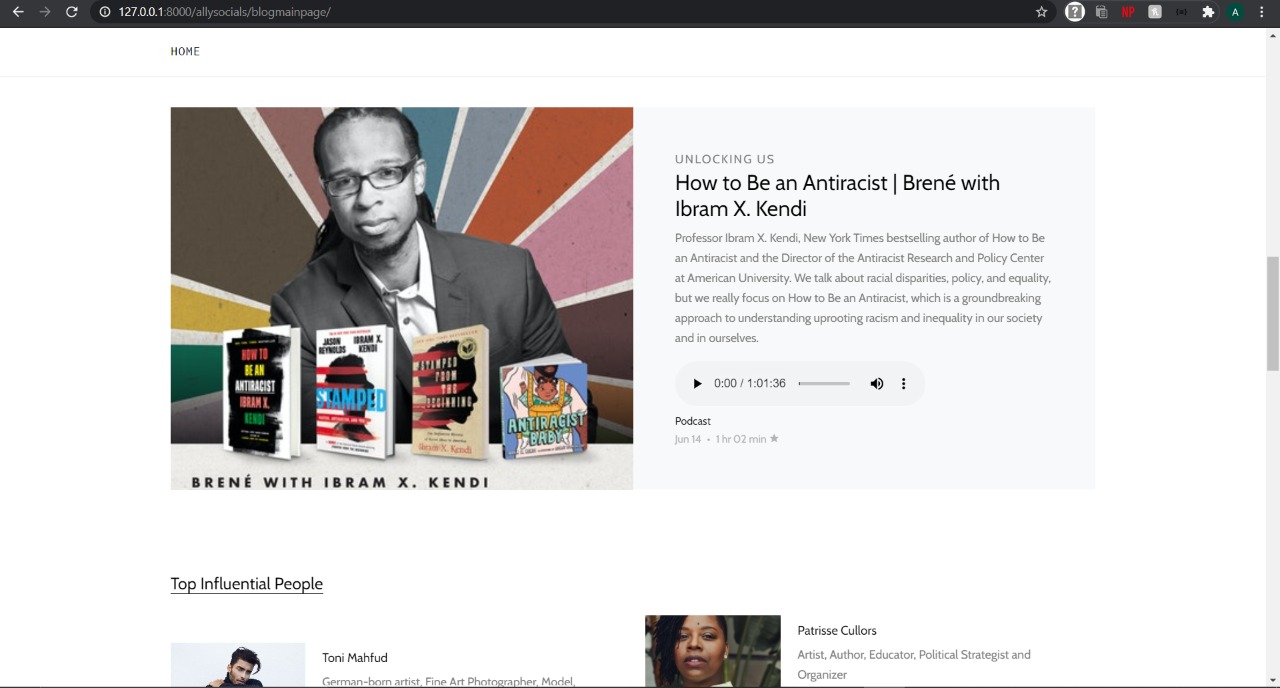 127.0.0.1:8000/allysocials/blogmainpage/
NP
A
HOME
UNLOCKING US
How to Be an Antiracist | Brené with
Ibram X. Kendi
Professor Ibram X. Kendi, New York Times bestselling author of How to Be
an Antiracist and the Director of the Antiracist Research and Policy Center
at American University. We talk about racial disparities, policy, and equality,
but we really focus on How to Be an Antiracist, which is a groundbreaking
approach to understanding uprooting racism and inequality in our society
and in ourselves.
0:00 / 1:01:36
Podcast
Jun 14 • 1 hr 02 min ★
HOW TO
BE AN
ANTIRACIST
IBRAM X.
KENDI
JASON REYNOLDS
IBRAM X. KENDI
STAMPED
STAMPED
FROM
THE
BEGINNING
Ibram X. Kendi
ANTIRACIST
BABY
BRENÉ WITH IBRAM X. KENDI
Top Influential People
Toni Mahfud
German-born artist, Fine Art Photographer, Model,
Patrisse Cullors
Artist, Author, Educator, Political Strategist and
Organizer